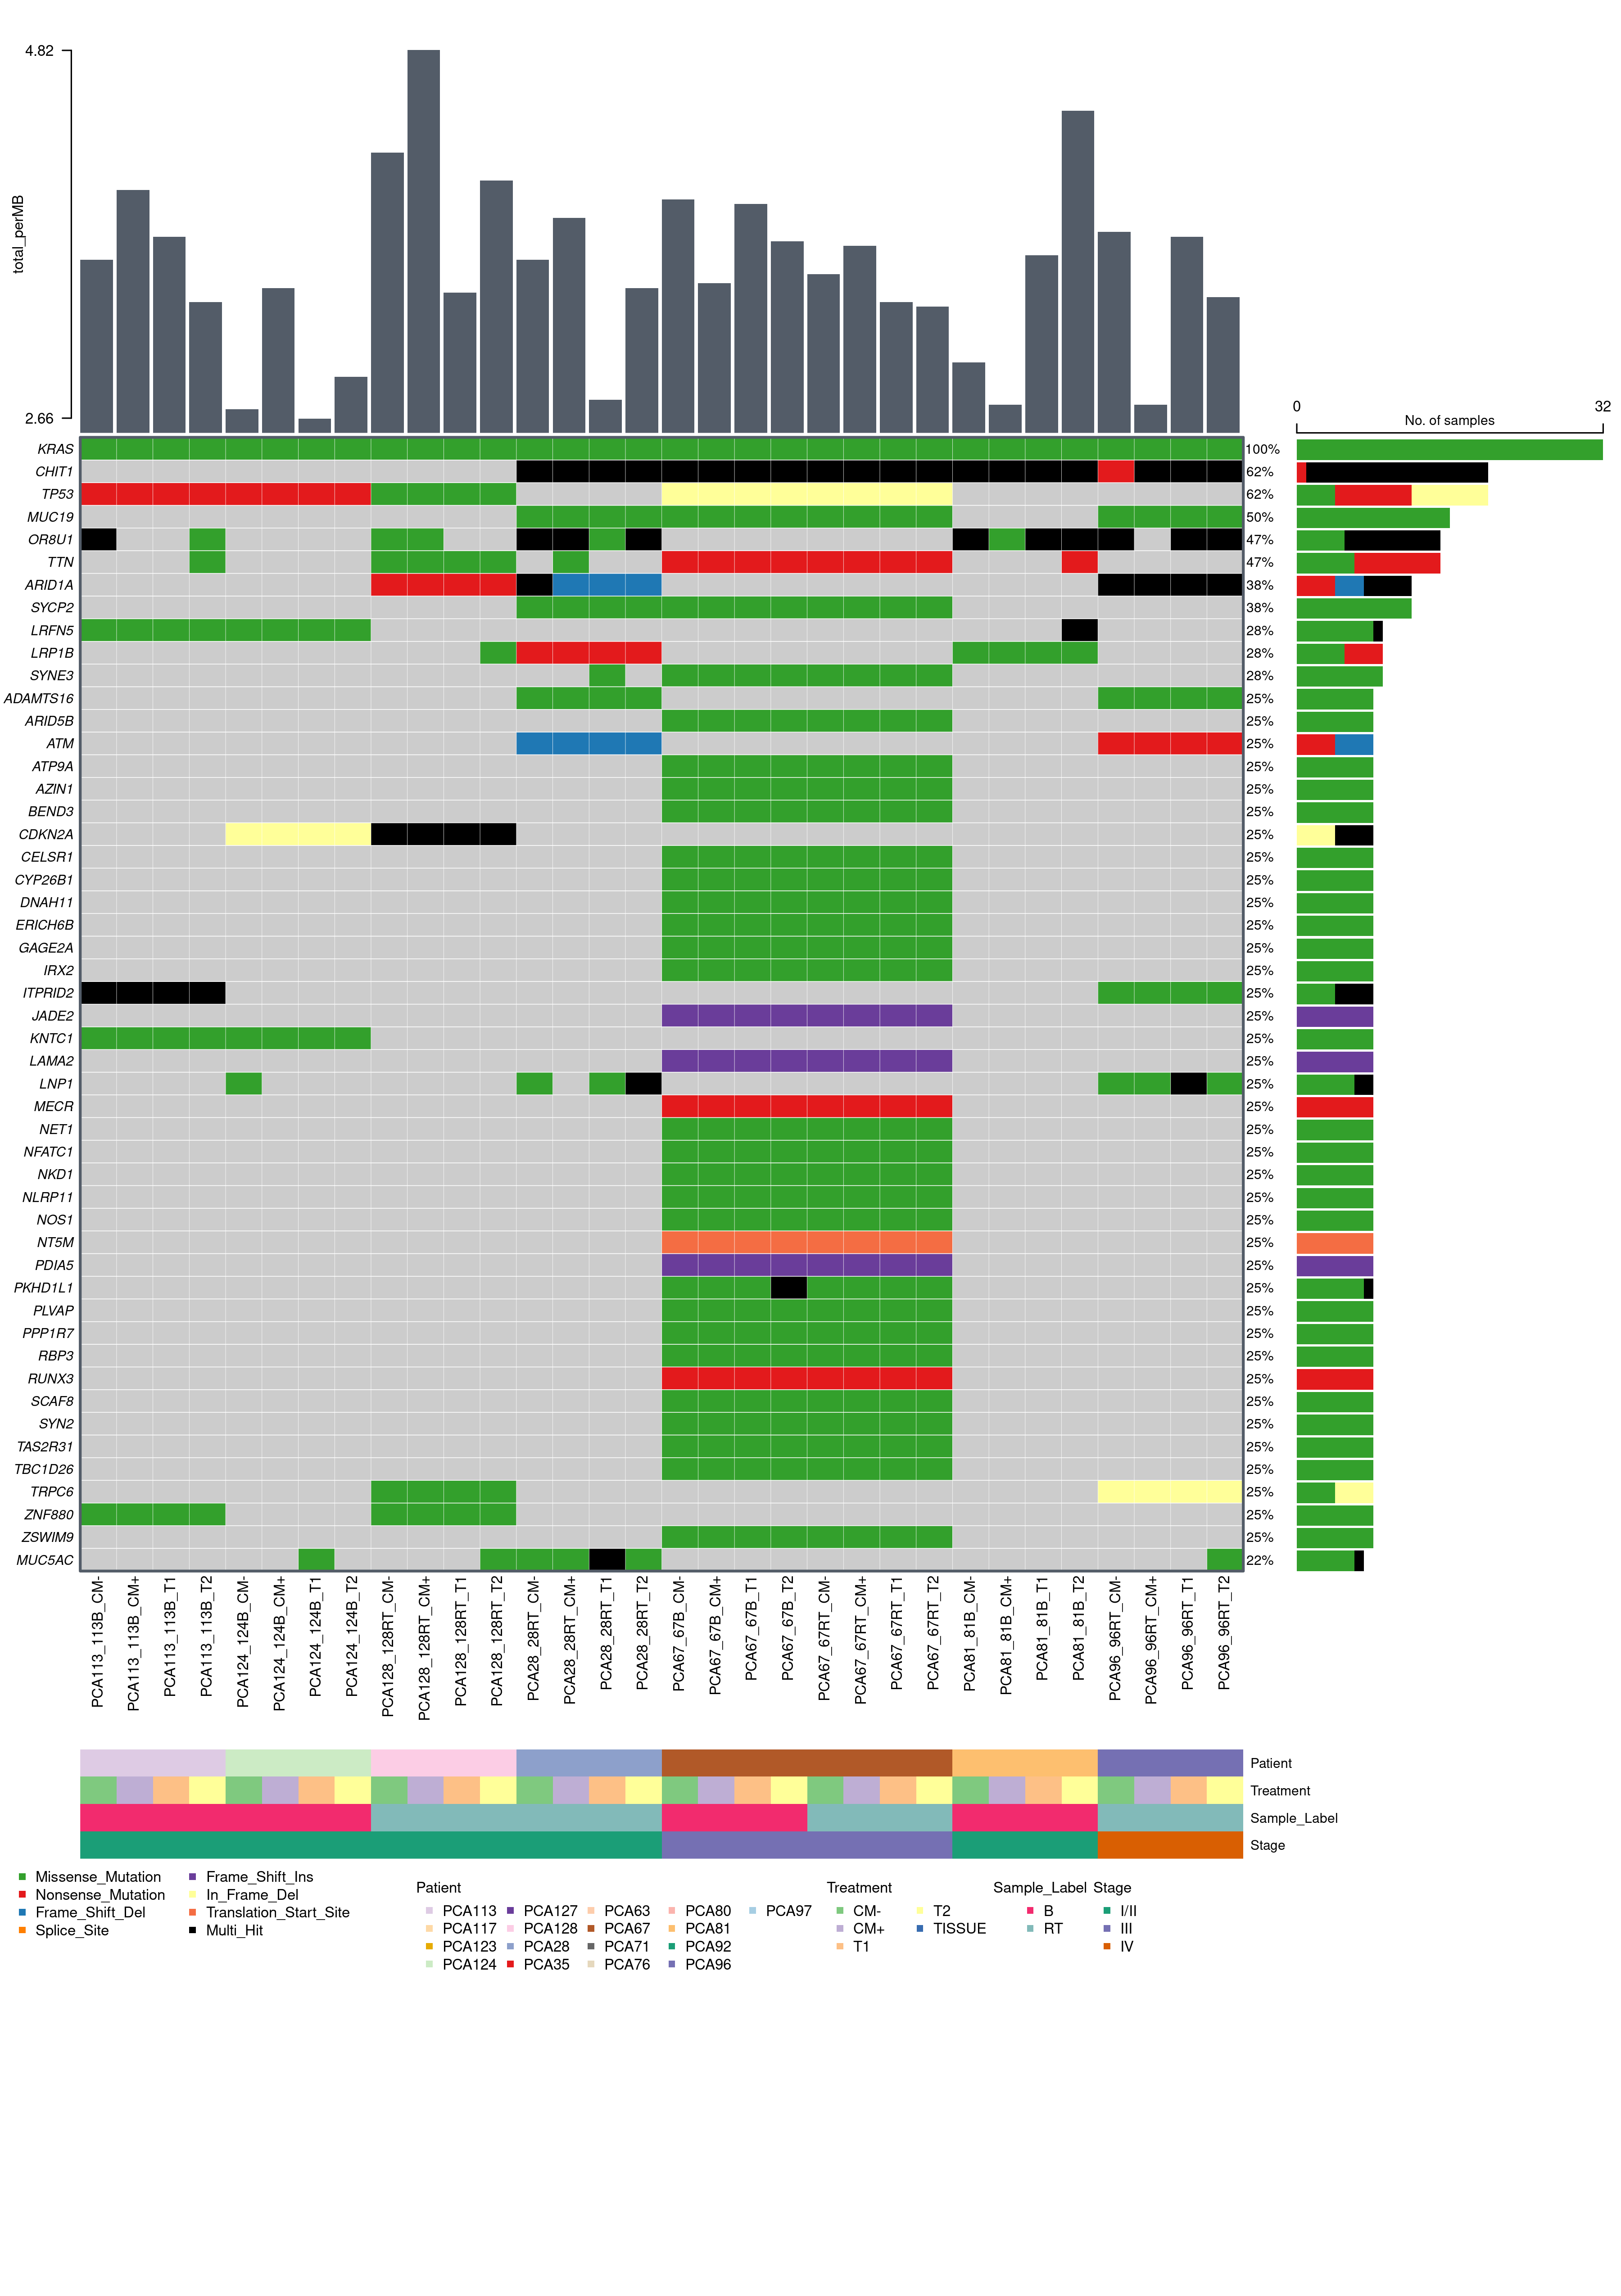 4.82
total_perMB
2.66
0 32
No. of samples
KRAS 100%
CHIT1 62%
TP53 62%
MUC19 50%
OR8U1 47%
TTN 47%
ARID1A 38%
SYCP2 38%
LRFN5 28%
LRP1B 28%
SYNE3 28%
ADAMTS16 25%
ARID5B 25%
ATM 25%
ATP9A 25%
AZIN1 25%
BEND3 25%
CDKN2A 25%
CELSR1 25%
CYP26B1 25%
DNAH11 25%
ERICH6B 25%
GAGE2A 25%
IRX2 25%
ITPRID2 25%
JADE2 25%
KNTC1 25%
LAMA2 25%
LNP1 25%
MECR 25%
NET1 25%
NFATC1 25%
NKD1 25%
NLRP11 25%
NOS1 25%
NT5M 25%
PDIA5 25%
PKHD1L1 25%
PLVAP 25%
PPP1R7 25%
RBP3 25%
RUNX3 25%
SCAF8 25%
SYN2 25%
TAS2R31 25%
TBC1D26 25%
TRPC6 25%
ZNF880 25%
ZSWIM9 25%
MUC5AC 22%
PCA113_113B_CM-
PCA113_113B_CM+
PCA113_113B_T1
PCA113_113B_T2
PCA124_124B_CM-
PCA124_124B_CM+
PCA124_124B_T1
PCA124_124B_T2
PCA128_128RT_CM-
PCA128_128RT_CM+
PCA128_128RT_T1
PCA128_128RT_T2
PCA28_28RT_CM-
PCA28_28RT_CM+
PCA28_28RT_T1
PCA28_28RT_T2
PCA67_67B_CM-
PCA67_67B_CM+
PCA67_67B_T1
PCA67_67B_T2
PCA67_67RT_CM-
PCA67_67RT_CM+
PCA67_67RT_T1
PCA67_67RT_T2
PCA81_81B_CM-
PCA81_81B_CM+
PCA81_81B_T1
PCA81_81B_T2
PCA96_96RT_CM-
PCA96_96RT_CM+
PCA96_96RT_T1
PCA96_96RT_T2
Patient
Treatment
Sample_Label
Stage
Missense_Mutation Frame_Shift_Ins
Nonsense_Mutation In_Frame_Del
Frame_Shift_Del Translation_Start_Site
Splice_Site Multi_Hit
Patient Treatment Sample_Label Stage
PCA113 PCA127 PCA63 PCA80 PCA97 CM- T2 B I/II
PCA117 PCA128 PCA67 PCA81 CM+ TISSUE RT III
PCA123 PCA28 PCA71 PCA92 T1 IV
PCA124 PCA35 PCA76 PCA96